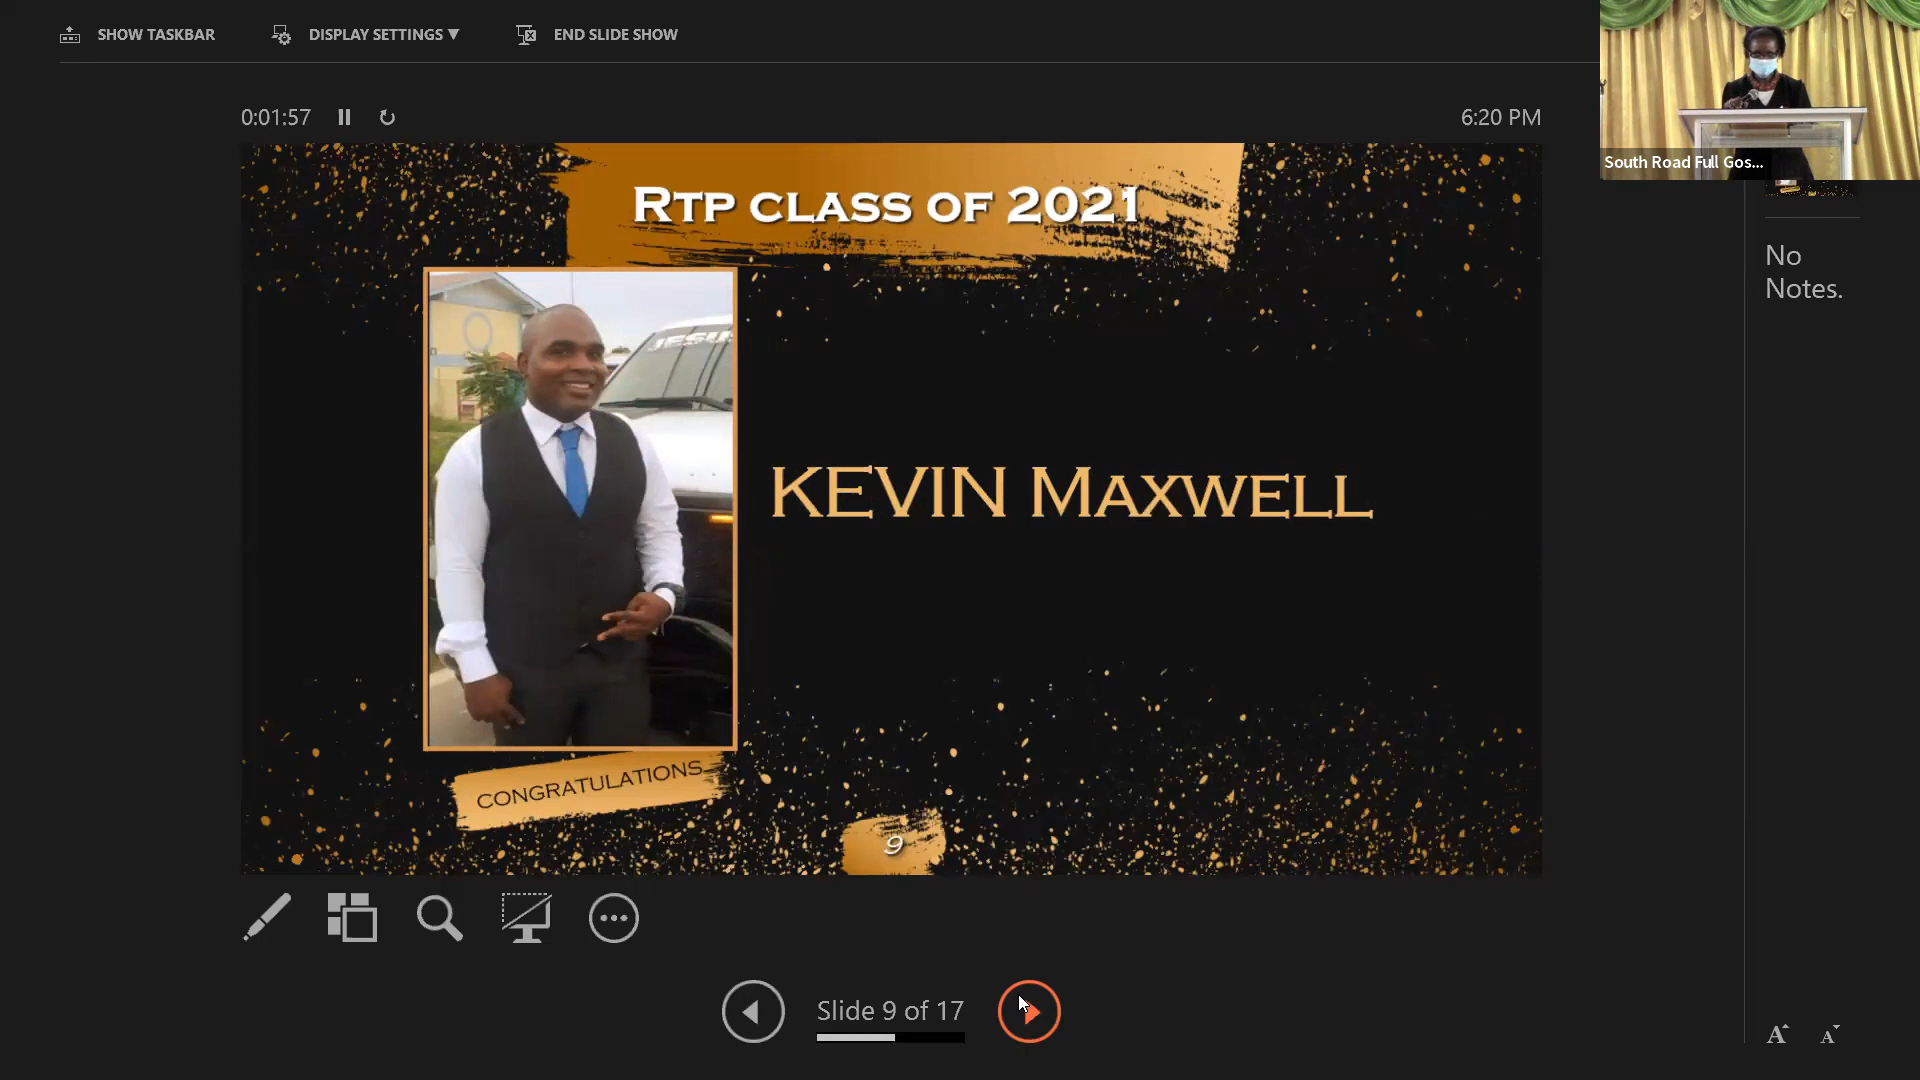 SHOW TASKBAR
DISPLAY SETTINGS ▼
END SLIDE SHOW
0:01:57
6:20 PM
South Road Full Gos...
RTP CLASS OF 2021
JESUS
KEVIN MAXWELL
CONGRATULATIONS
9
No
Notes.
Slide 9 of 17
A
A